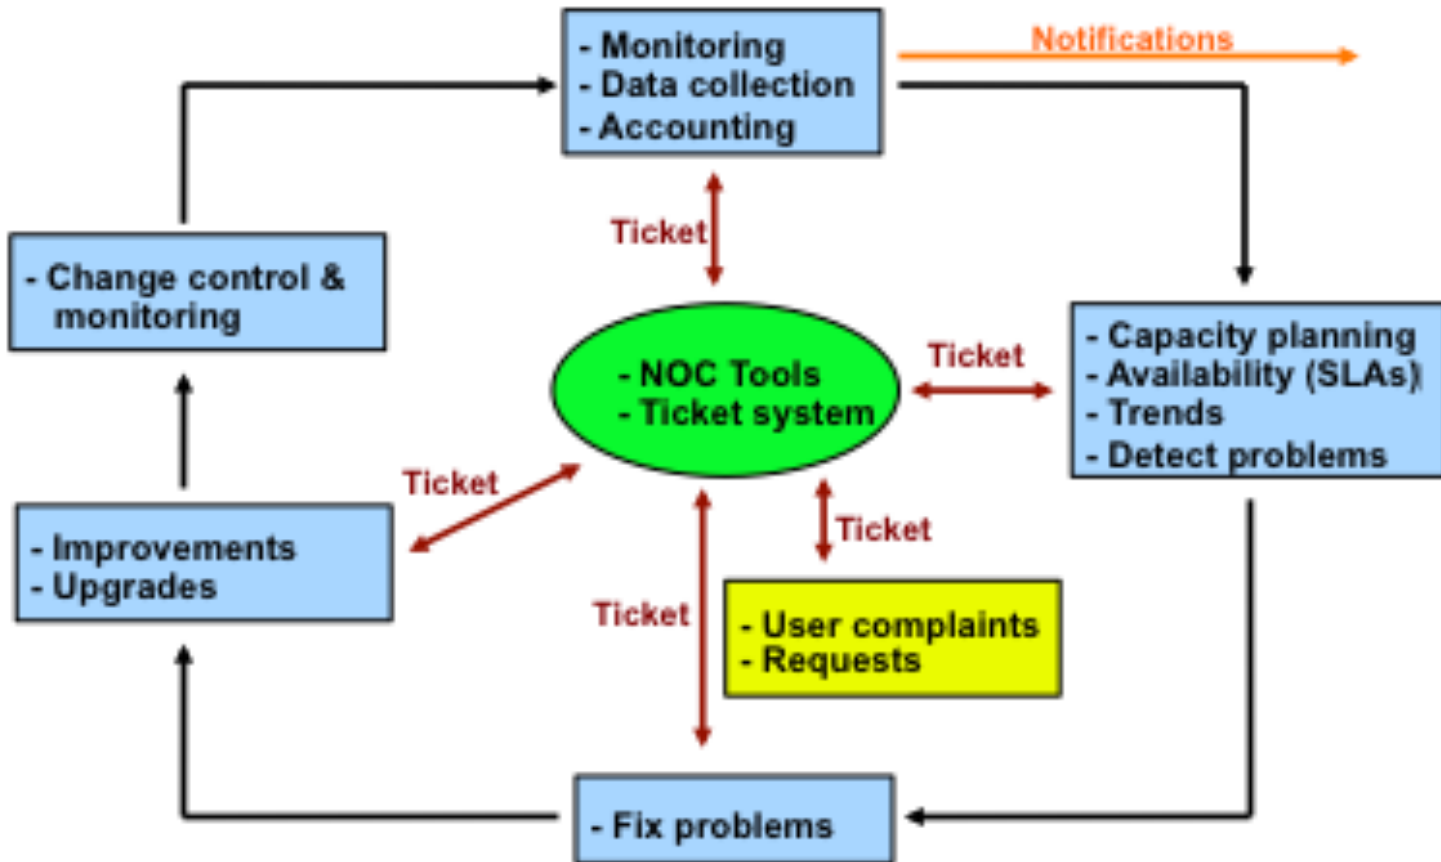 - Monitoring
- Data collection
- Accounting
Notifications
Ticket
- Change control &
monitoring
- NOC Tools
- Ticket system
Ticket
- Capacity planning
- Availability (SLAs)
- Trends
- Detect problems
Ticket
- Improvements
- Upgrades
Ticket
Ticket
- User complaints
- Requests
- Fix problems